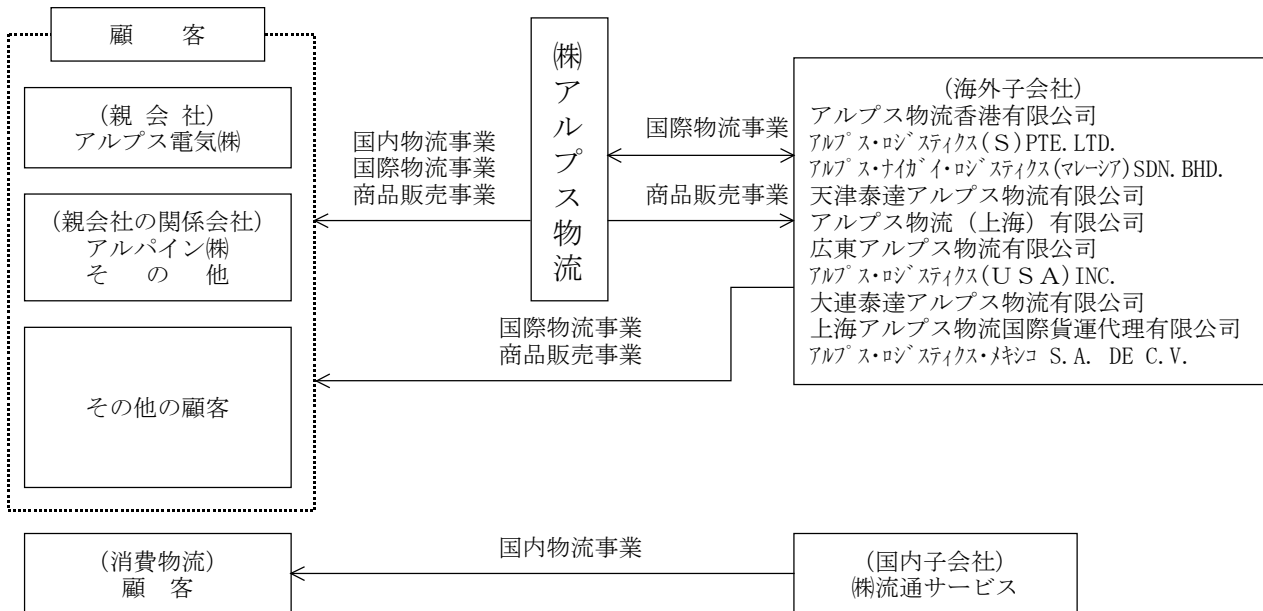 顧　客
(親 会 社)
アルプス電気㈱
(親会社の関係会社)
アルパイン㈱
そ　の　他
その他の顧客
国内物流事業
国際物流事業
商品販売事業
㈱アルプス物流
国際物流事業
商品販売事業
(海外子会社)
アルプス物流香港有限公司
ｱﾙﾌﾟｽ･ﾛｼﾞｽティクス(Ｓ)PTE.LTD.
ｱﾙﾌﾟｽ･ﾅｲｶﾞｲ･ﾛｼﾞｽティクス(ﾏﾚｰｼｱ)SDN.BHD.
天津泰達アルプス物流有限公司
アルプス物流（上海）有限公司
広東アルプス物流有限公司
ｱﾙﾌﾟｽ･ﾛｼﾞｽティクス(ＵＳＡ)INC.
大連泰達アルプス物流有限公司
上海アルプス物流国際貨運代理有限公司
ｱﾙﾌﾟｽ･ﾛｼﾞｽティクス･ﾒｷｼｺ S.A. DE C.V.
国際物流事業
商品販売事業
(消費物流)
顧　客
国内物流事業
(国内子会社)
㈱流通サービス